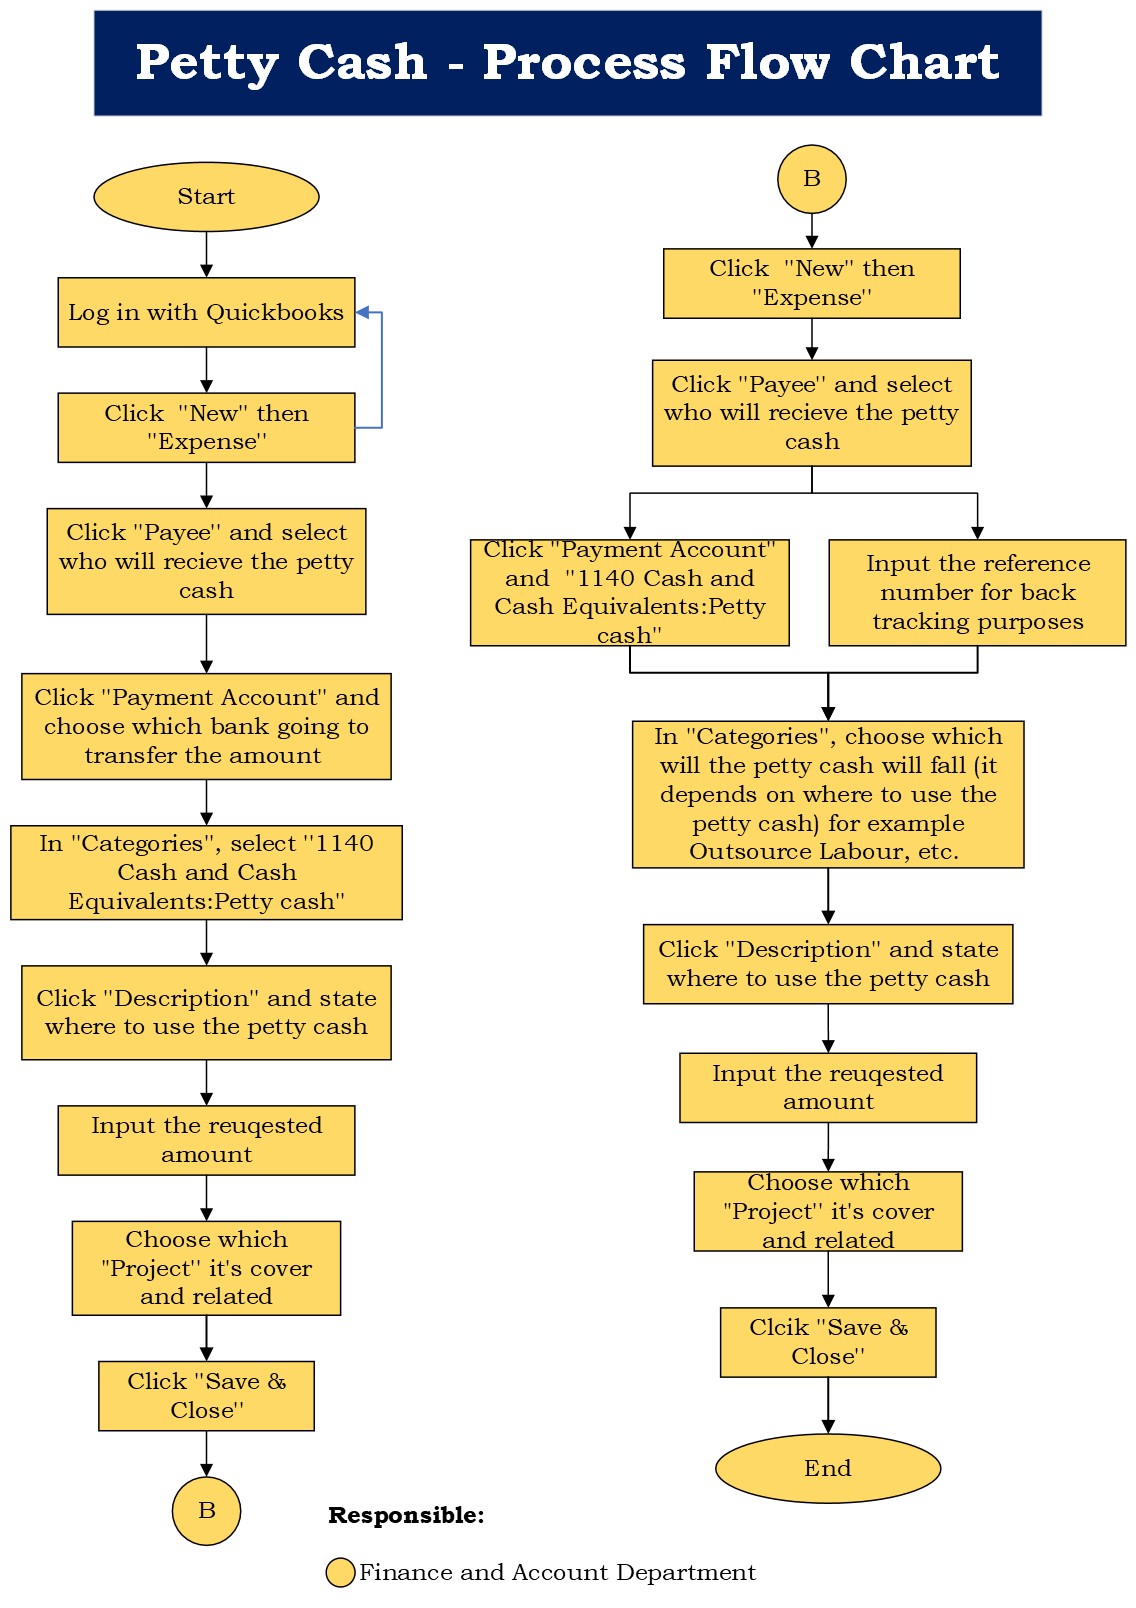 Petty Cash - Process Flow Chart
Start
Log in with Quickbooks
Click "New" then
"Expense"
Click "Payee" and select
who will recieve the petty
cash
Click "Payment Account" and
choose which bank going to
transfer the amount
In "Categories", select "1140
Cash and Cash
Equivalents:Petty cash"
Click "Description" and state
where to use the petty cash
Input the reuqested
amount
Choose which
"Project" it's cover
and related
Click "Save &
Close"
B
B
Click "New" then
"Expense"
Click "Payee" and select
who will recieve the petty
cash
Click "Payment Account"
and "1140 Cash and
Cash Equivalents:Petty
cash"
Input the reference
number for back
tracking purposes
In "Categories", choose which
will the petty cash will fall (it
depends on where to use the
petty cash) for example
Outsource Labour, etc.
Click "Description" and state
where to use the petty cash
Input the reuqested
amount
Choose which
"Project" it's cover
and related
Clcik "Save &
Close"
End
Responsible:
Finance and Account Department